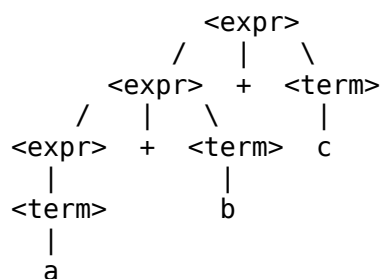 <expr>
/ | \
<expr> + <term>
/ | \ |
<expr> + <term> c
| |
<term> b
|
a